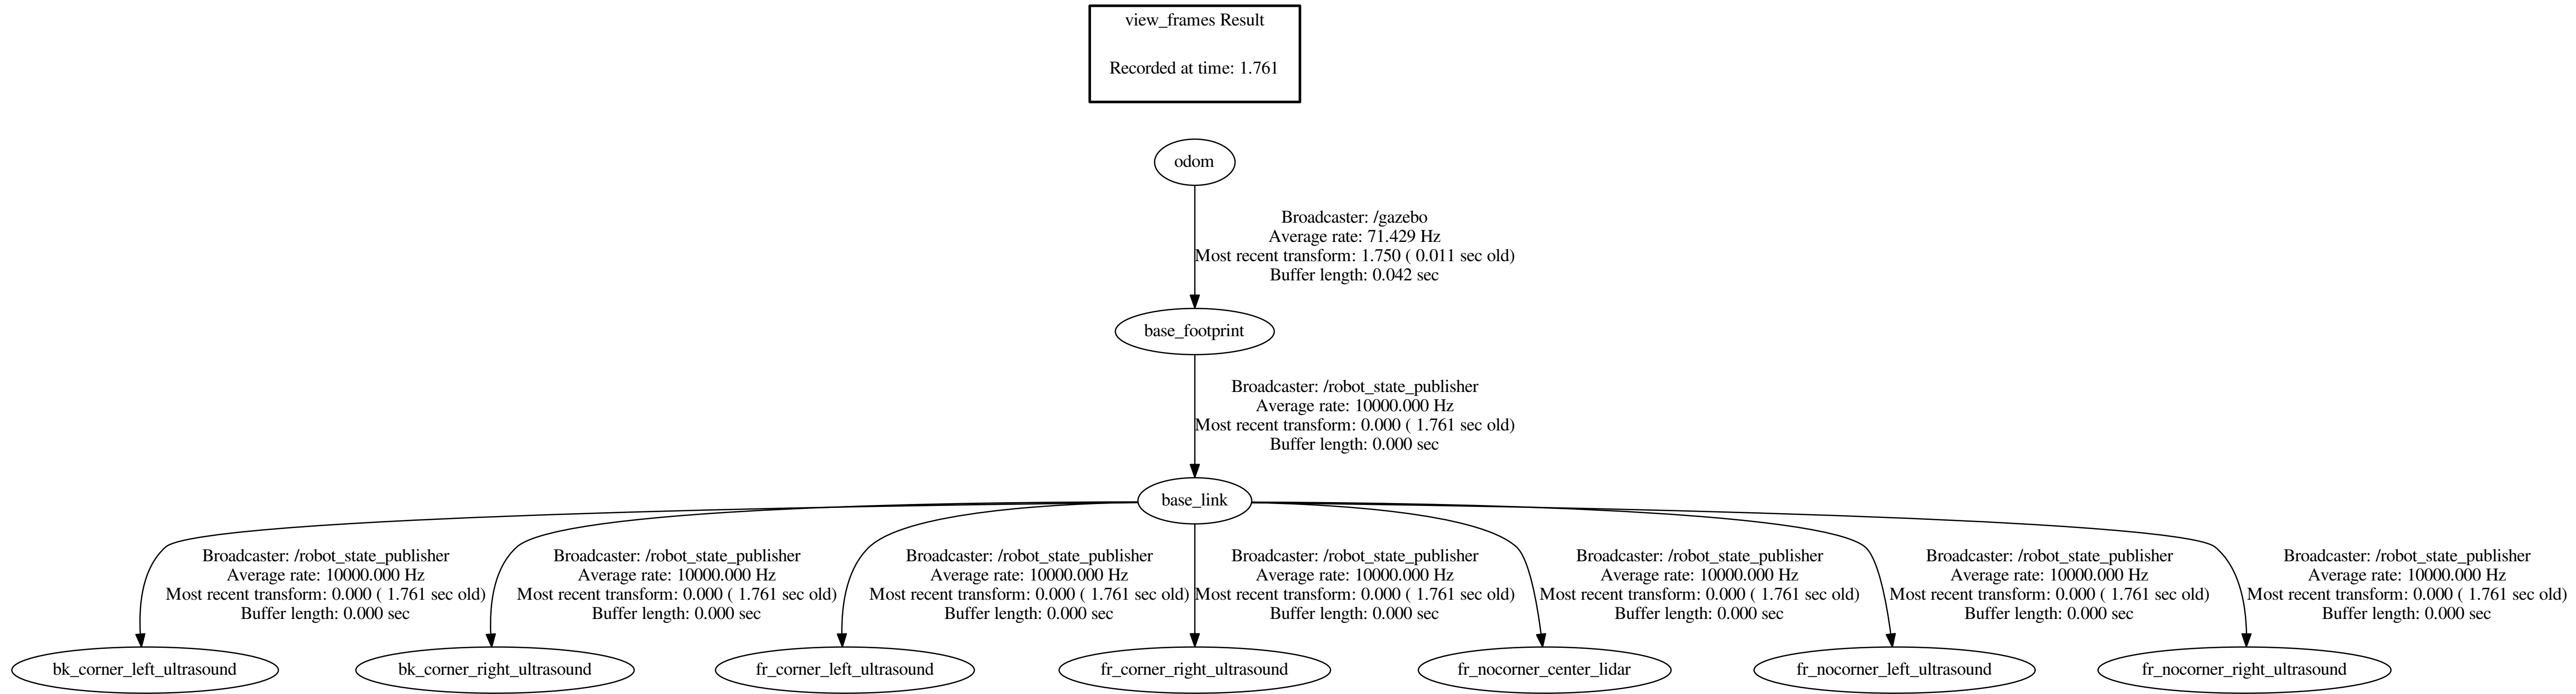 view_frames Result
Recorded at time: 1.761
odom
Broadcaster: /gazebo
Average rate: 71.429 Hz
Most recent transform: 1.750 ( 0.011 sec old)
Buffer length: 0.042 sec
base_footprint
Broadcaster: /robot_state_publisher
Average rate: 10000.000 Hz
Most recent transform: 0.000 ( 1.761 sec old)
Buffer length: 0.000 sec
base_link
Broadcaster: /robot_state_publisher
Average rate: 10000.000 Hz
Most recent transform: 0.000 ( 1.761 sec old)
Buffer length: 0.000 sec
Broadcaster: /robot_state_publisher
Average rate: 10000.000 Hz
Most recent transform: 0.000 ( 1.761 sec old)
Buffer length: 0.000 sec
Broadcaster: /robot_state_publisher
Average rate: 10000.000 Hz
Most recent transform: 0.000 ( 1.761 sec old)
Buffer length: 0.000 sec
Broadcaster: /robot_state_publisher
Average rate: 10000.000 Hz
Most recent transform: 0.000 ( 1.761 sec old)
Buffer length: 0.000 sec
Broadcaster: /robot_state_publisher
Average rate: 10000.000 Hz
Most recent transform: 0.000 ( 1.761 sec old)
Buffer length: 0.000 sec
Broadcaster: /robot_state_publisher
Average rate: 10000.000 Hz
Most recent transform: 0.000 ( 1.761 sec old)
Buffer length: 0.000 sec
Broadcaster: /robot_state_publisher
Average rate: 10000.000 Hz
Most recent transform: 0.000 ( 1.761 sec old)
Buffer length: 0.000 sec
bk_corner_left_ultrasound
bk_corner_right_ultrasound
fr_corner_left_ultrasound
fr_corner_right_ultrasound
fr_nocorner_center_lidar
fr_nocorner_left_ultrasound
fr_nocorner_right_ultrasound